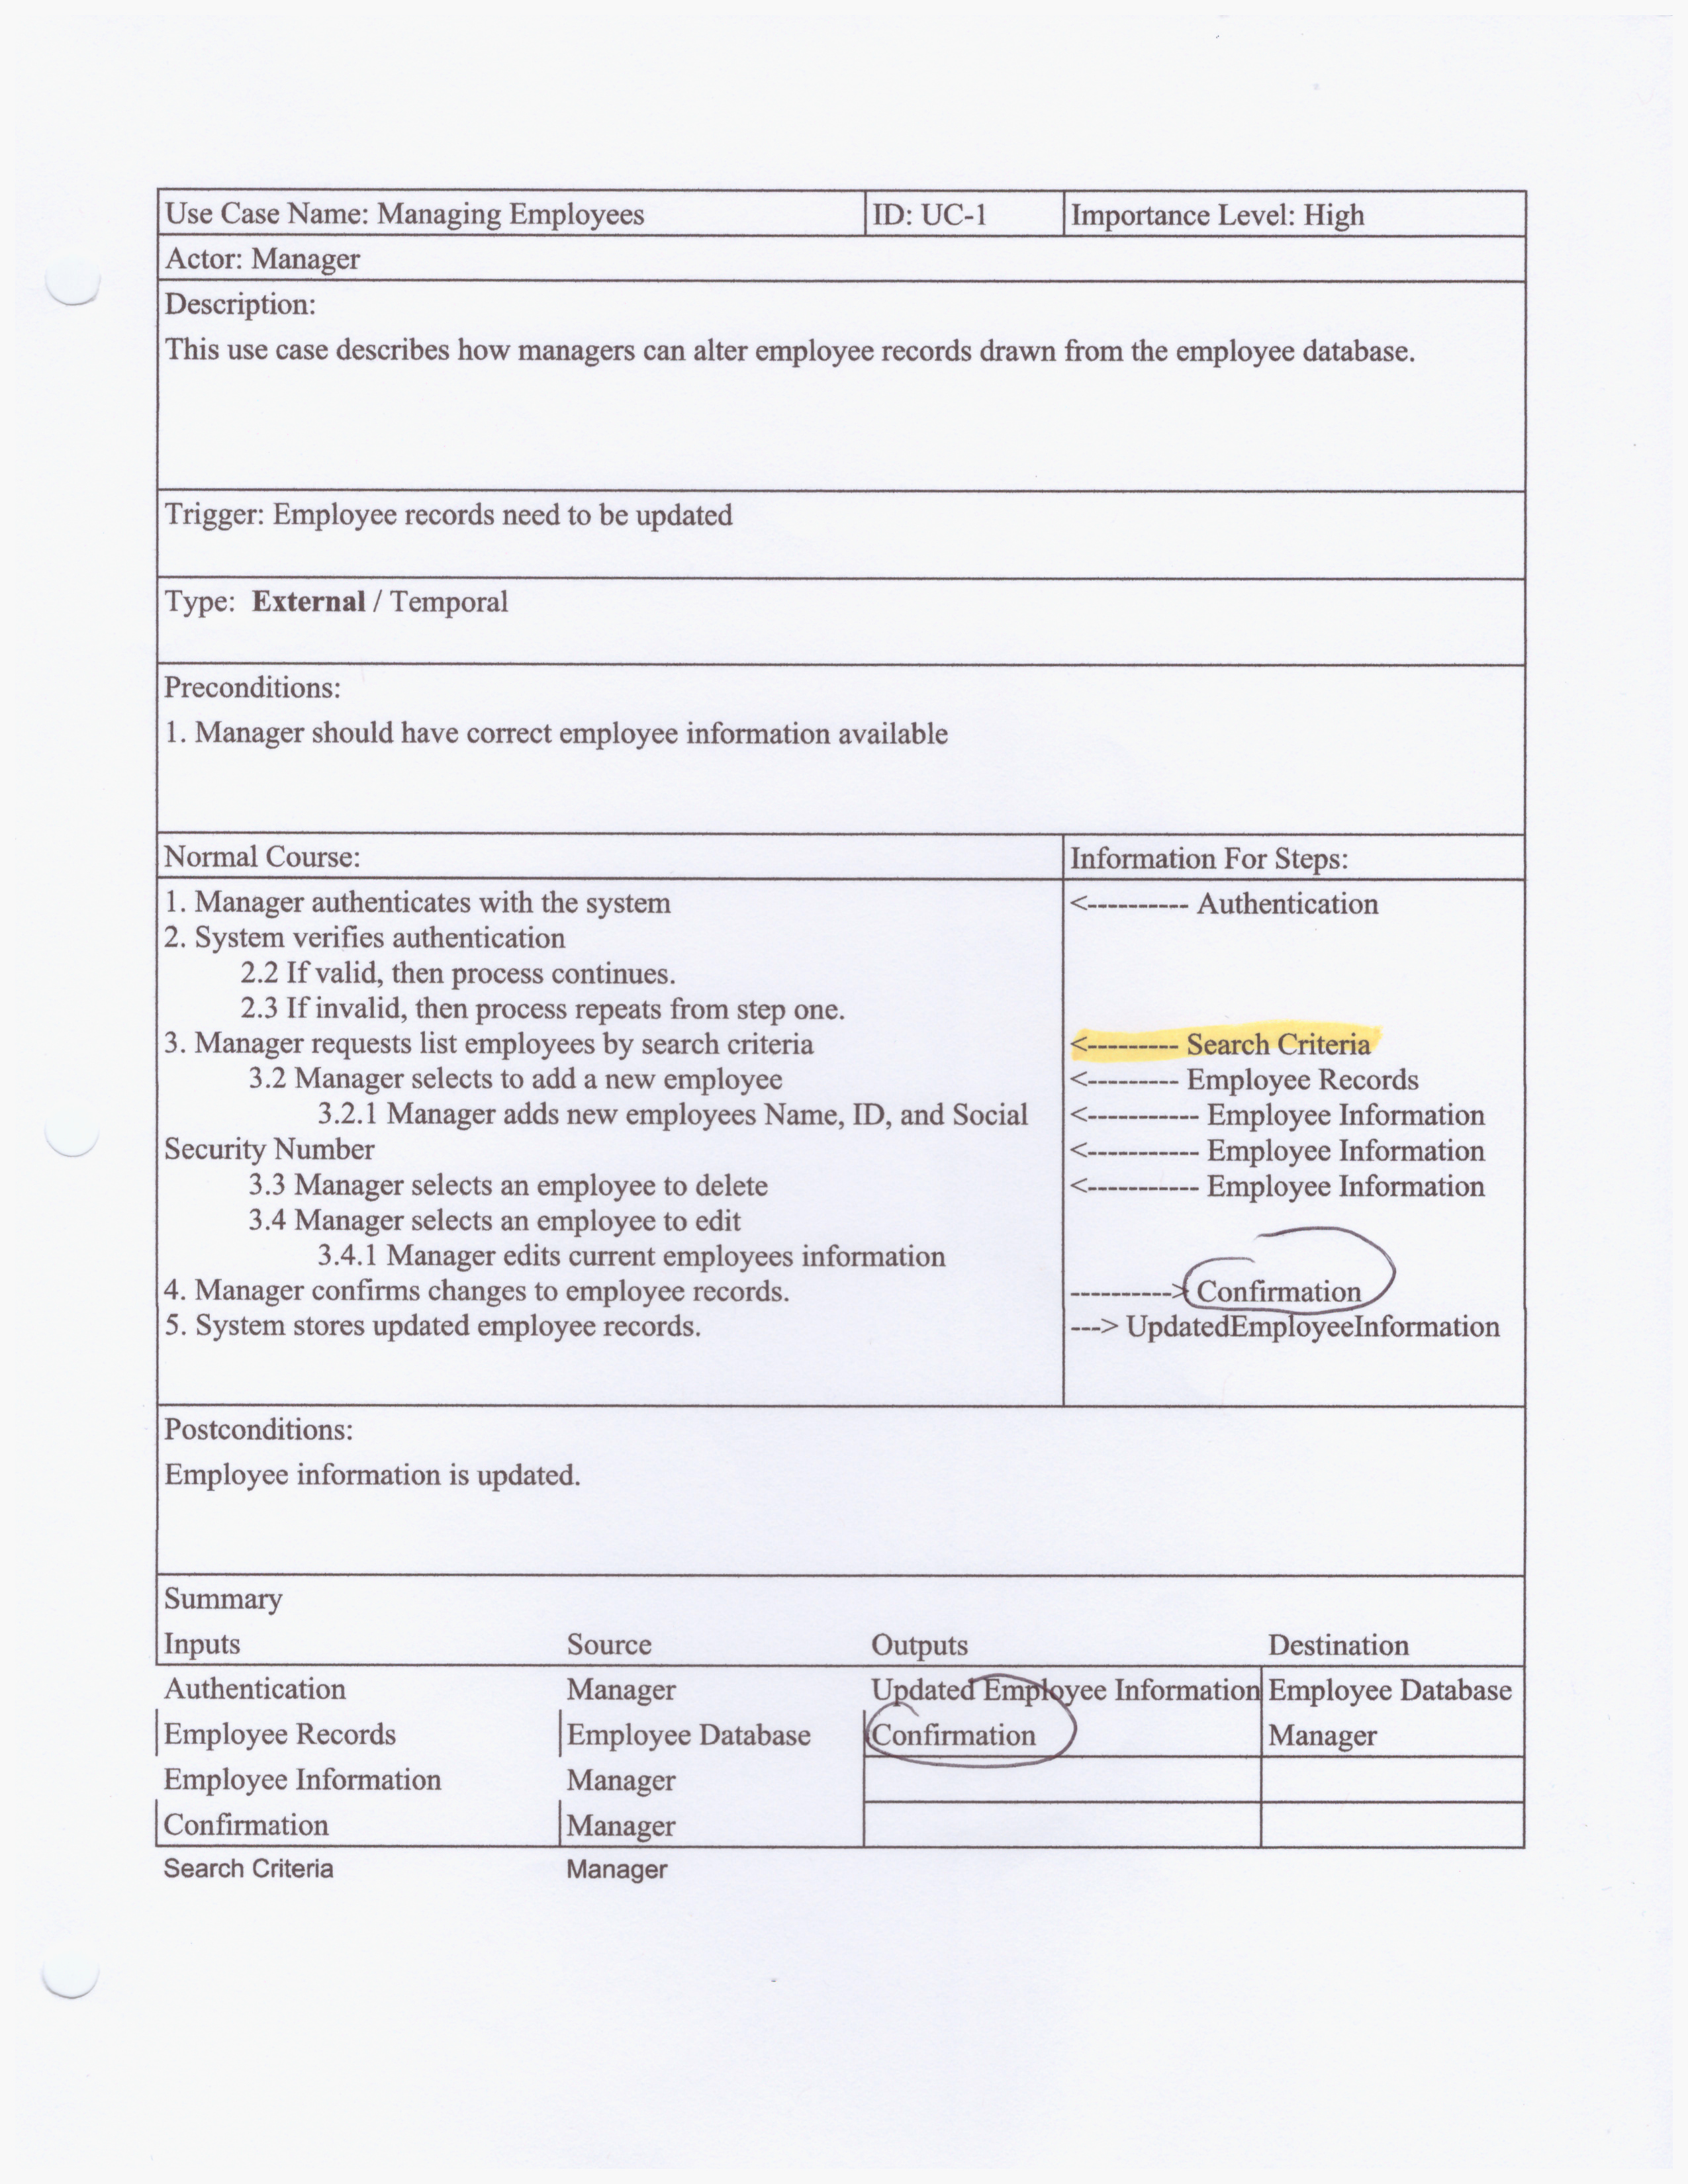 Use Case Name: Managing Employees ID: UC-1 Importance Level: High
Actor: Manager
Description:
This use case describes how managers can alter employee records drawn from the employee database.
Trigger: Employee records need to be updated
Type: External / Temporal
Preconditions:
1. Manager should have correct employee information available
Normal Course: Information For Steps:
1. Manager authenticates with the system <---------- Authentication
2. System verifies authentication
2.2 If valid, then process continues.
2.3 If invalid, then process repeats from step one.
3. Manager requests list employees by search criteria <--------- Search Criteria
3.2 Manager selects to add a new employee <--------- Employee Records
3.2.1 Manager adds new employees Name, ID, and Social <----------- Employee Information
Security Number <----------- Employee Information
3.3 Manager selects an employee to delete <----------- Employee Information
3.4 Manager selects an employee to edit
3.4.1 Manager edits current employees information
4. Manager confirms changes to employee records. ----------> Confirmation
5. System stores updated employee records. ---> UpdatedEmployeeInformation
Postconditions:
Employee information is updated.
Summary
Inputs Source Outputs Destination
Authentication Manager Updated Employee Information Employee Database
Employee Records Employee Database Confirmation Manager
Employee Information Manager
Confirmation Manager
Search Criteria Manager